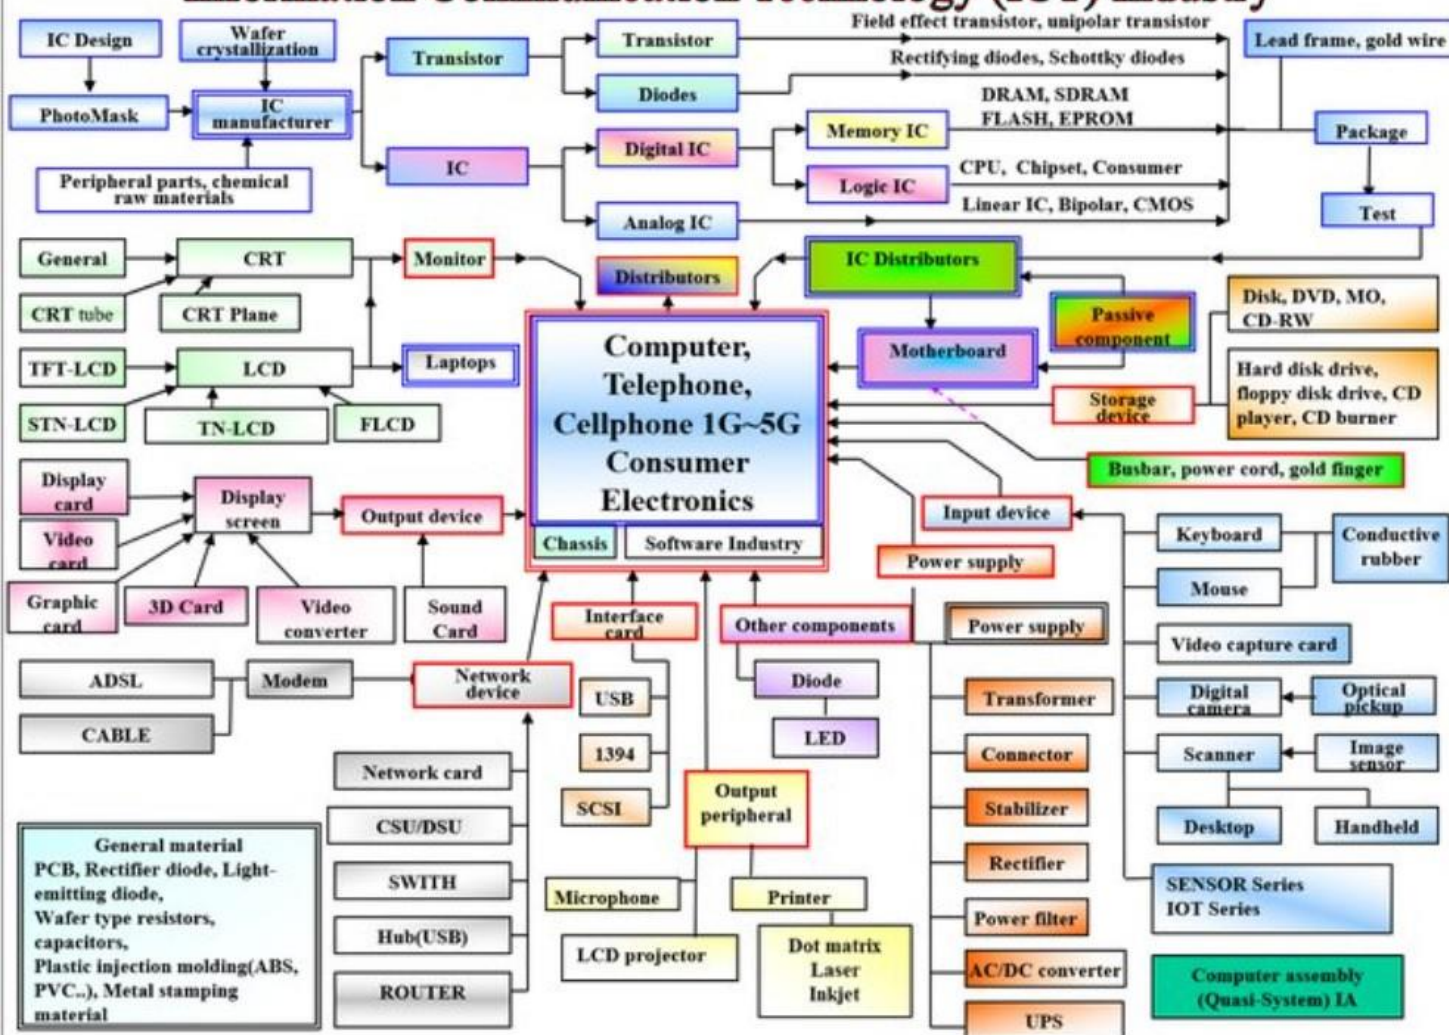 Information Communication Technology (ICT) Industry
IC Design
Wafer
crystallization
PhotoMask
IC
manufacturer
Peripheral parts, chemical
raw materials
Transistor
IC
Transistor
Diodes
Digital IC
Analog IC
Memory IC
Logic IC
Field effect transistor, unipolar transistor
Rectifying diodes, Schottky diodes
DRAM, SDRAM
FLASH, EPROM
CPU, Chipset, Consumer
Linear IC, Bipolar, CMOS
Lead frame, gold wire
Package
Test
General
CRT
Monitor
CRT tube
CRT Plane
TFT-LCD
LCD
Laptops
STN-LCD
TN-LCD
FLCD
Distributors
IC Distributors
Passive
component
Motherboard
Disk, DVD, MO,
CD-RW
Storage
device
Hard disk drive,
floppy disk drive, CD
player, CD burner
Busbar, power cord, gold finger
Computer,
Telephone,
Cellphone 1G~5G
Consumer
Electronics
Chassis
Software Industry
Display
card
Video
card
Graphic
card
Display
screen
Output device
3D Card
Video
converter
Sound
Card
Input device
Power supply
Keyboard
Mouse
Conductive
rubber
Video capture card
Digital
camera
Optical
pickup
Scanner
Image
sensor
Desktop
Handheld
SENSOR Series
IOT Series
Computer assembly
(Quasi-System) IA
ADSL
CABLE
Modem
Network
device
Network card
CSU/DSU
SWITH
Hub(USB)
ROUTER
Interface
card
USB
1394
SCSI
Other components
Diode
LED
Output
peripheral
Microphone
LCD projector
Printer
Dot matrix
Laser
Inkjet
Power supply
Transformer
Connector
Stabilizer
Rectifier
Power filter
AC/DC converter
UPS
General material
PCB, Rectifier diode, Light-
emitting diode,
Wafer type resistors,
capacitors,
Plastic injection molding(ABS,
PVC..), Metal stamping
material